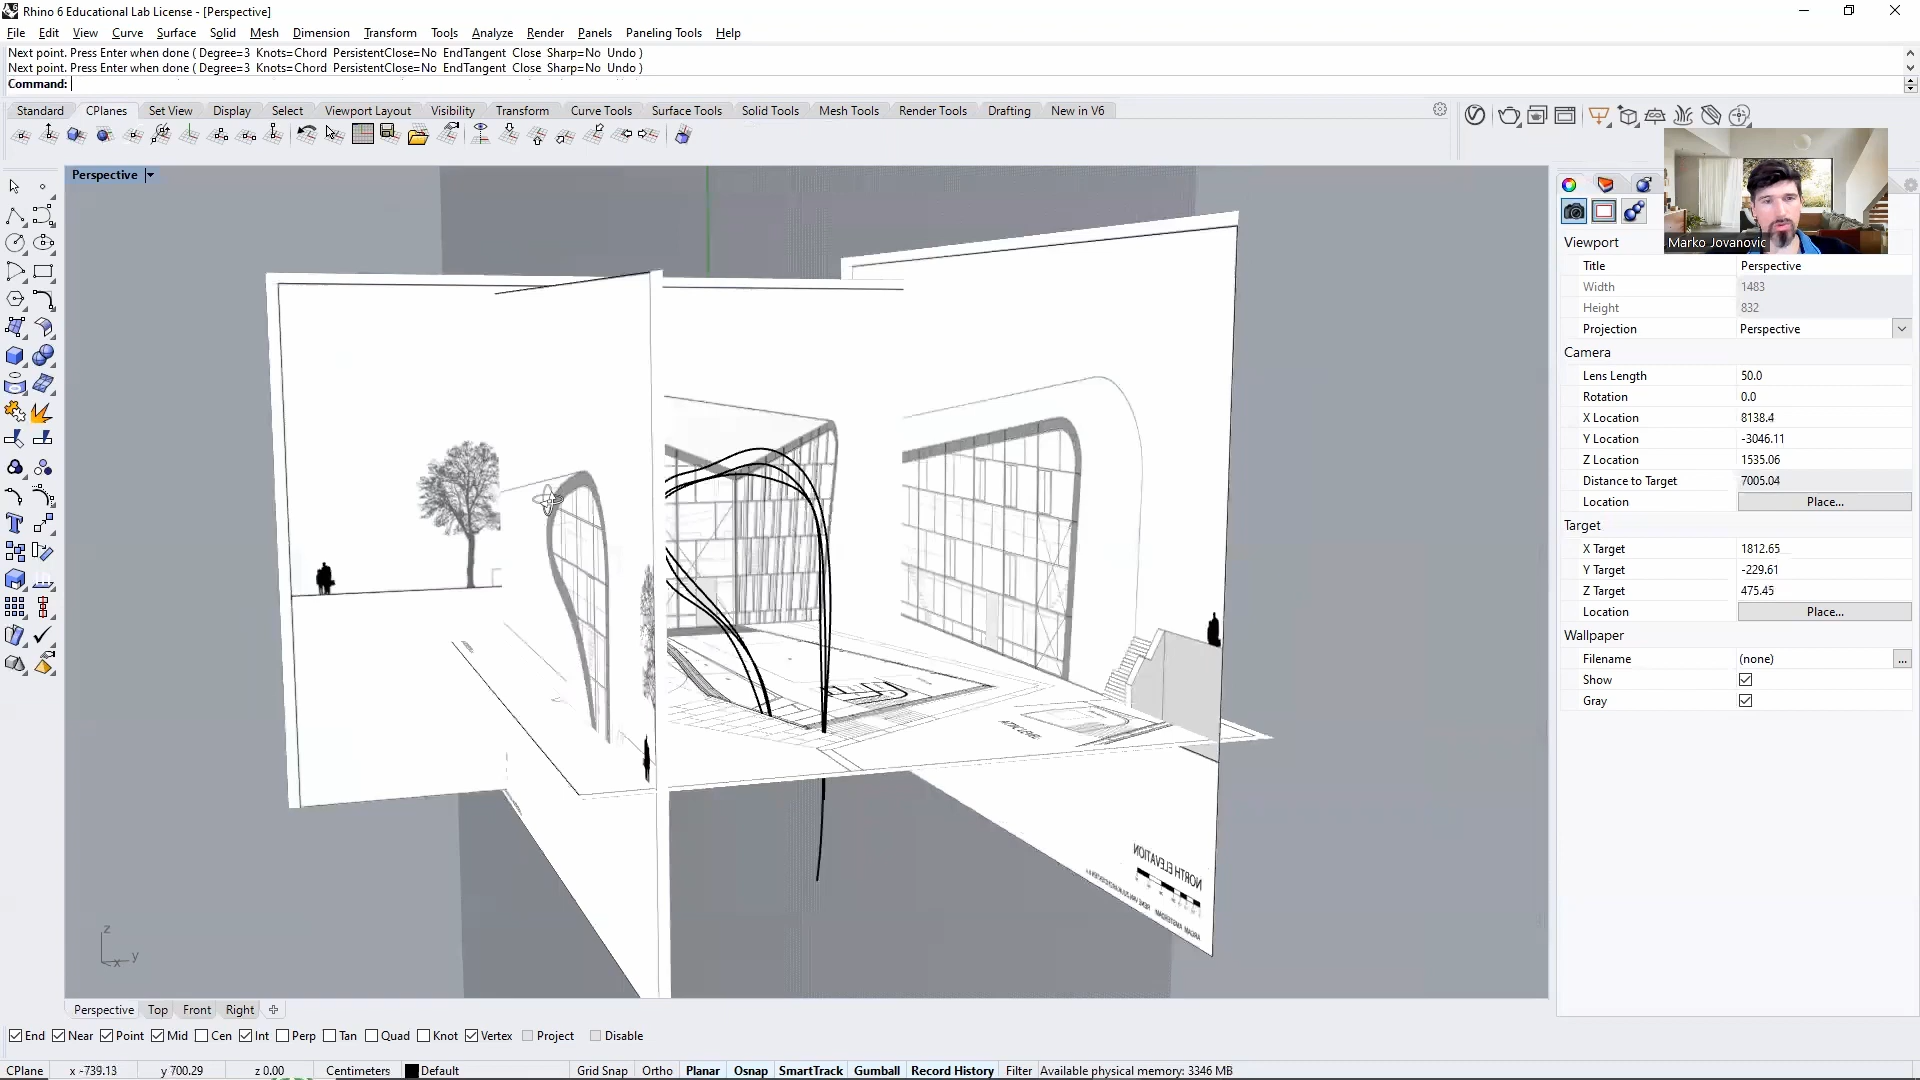 Rhino 6 Educational Lab License - [Perspective]
File Edit View Curve Surface Solid Mesh Dimension Transform Tools Analyze Render Panels Paneling Tools Help
Next point. Press Enter when done ( Degree=3 Knots=Chord PersistentClose=No EndTangent Close Sharp=No Undo )
Next point. Press Enter when done ( Degree=3 Knots=Chord PersistentClose=No EndTangent Close Sharp=No Undo )
Command:
Standard CPlanes Set View Display Select Viewport Layout Visibility Transform Curve Tools Surface Tools Solid Tools Mesh Tools Render Tools Drafting New in V6
Perspective
Marko Jovanovic
Viewport
Title Perspective
Width 1483
Height 832
Projection Perspective
Camera
Lens Length 50.0
Rotation 0.0
X Location 8138.4
Y Location -3046.11
Z Location 1535.06
Distance to Target 7005.04
Location Place...
Target
X Target 1812.65
Y Target -229.61
Z Target 475.45
Location Place...
Wallpaper
Filename (none) ...
Show
Gray
NORTH ELEVATION
z
y
x
Perspective Top Front Right
End Near Point Mid Cen Int Perp Tan Quad Knot Vertex Project Disable
CPlane x -739.13 y 700.29 z 0.00 Centimeters Default Grid Snap Ortho Planar Osnap SmartTrack Gumball Record History Filter Available physical memory: 3346 MB